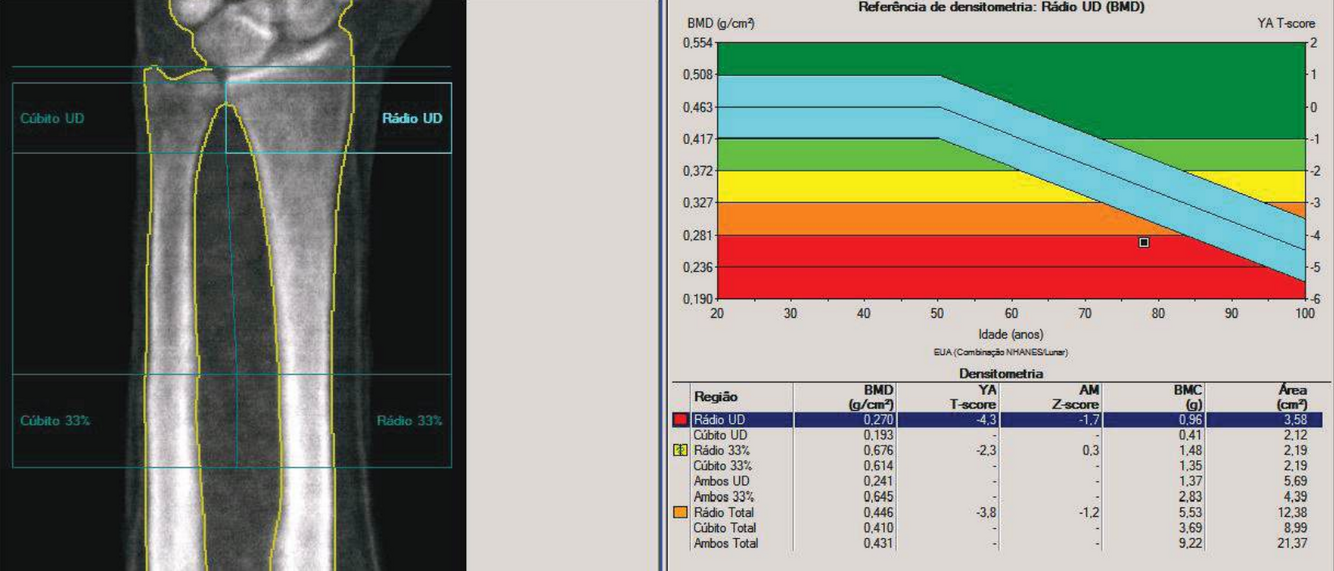 Cúbito UD
Rádio UD
Cúbito 33%
Rádio 33%
Referência de densitometria: Rádio UD (BMD)
BMD (g/cm²) YA T-score
0,554 2
0,508 1
0,463 0
0,417 -1
0,372 -2
0,327 -3
0,281 -4
0,236 -5
0,190 -6
20 30 40 50 60 70 80 90 100
Idade (anos)
EUA (Combinação NHANES/Lunar)
Densitometria
Região BMD (g/cm²) YA T-score AM Z-score BMC (g) Área (cm²)
Rádio UD 0,270 -4,3 -1,7 0,96 3,58
Cúbito UD 0,193 - - 0,41 2,12
Rádio 33% 0,676 -2,3 0,3 1,48 2,19
Cúbito 33% 0,614 - - 1,35 2,19
Ambos UD 0,241 - - 1,37 5,69
Ambos 33% 0,645 - - 2,83 4,39
Rádio Total 0,446 -3,8 -1,2 5,53 12,38
Cúbito Total 0,410 - - 3,69 8,99
Ambos Total 0,431 - - 9,22 21,37